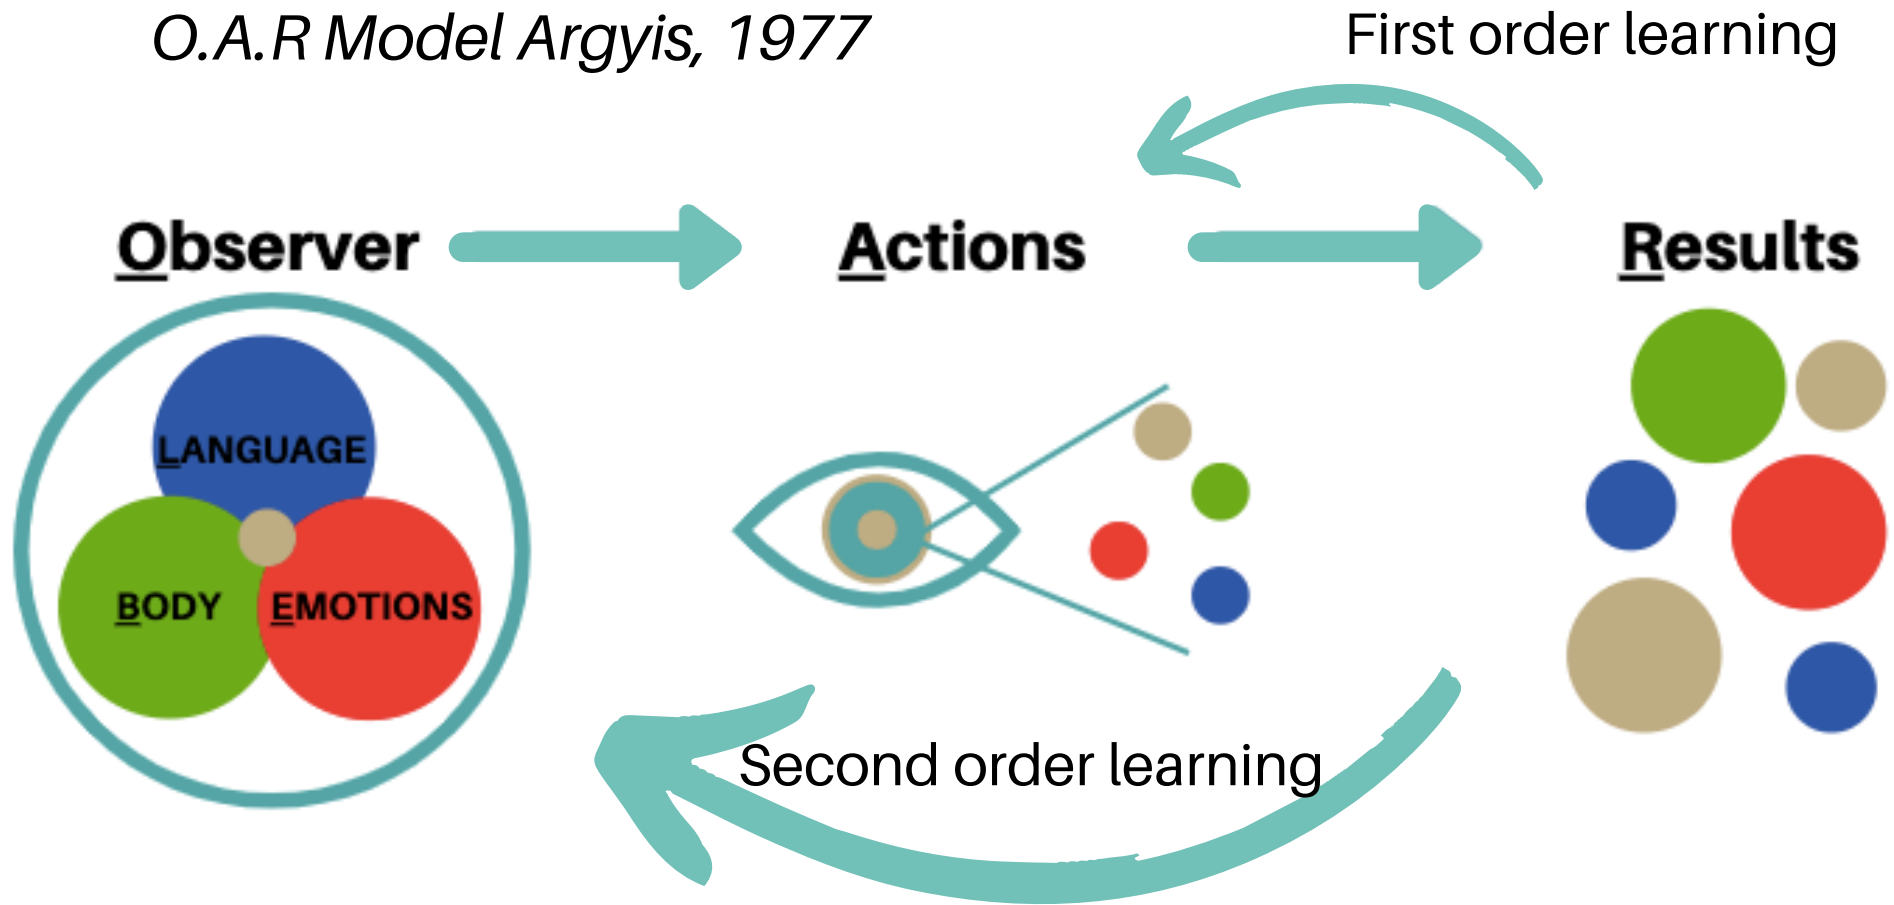 O.A.R Model Argyis, 1977
First order learning
Observer
Actions
Results
LANGUAGE
BODY
EMOTIONS
Second order learning